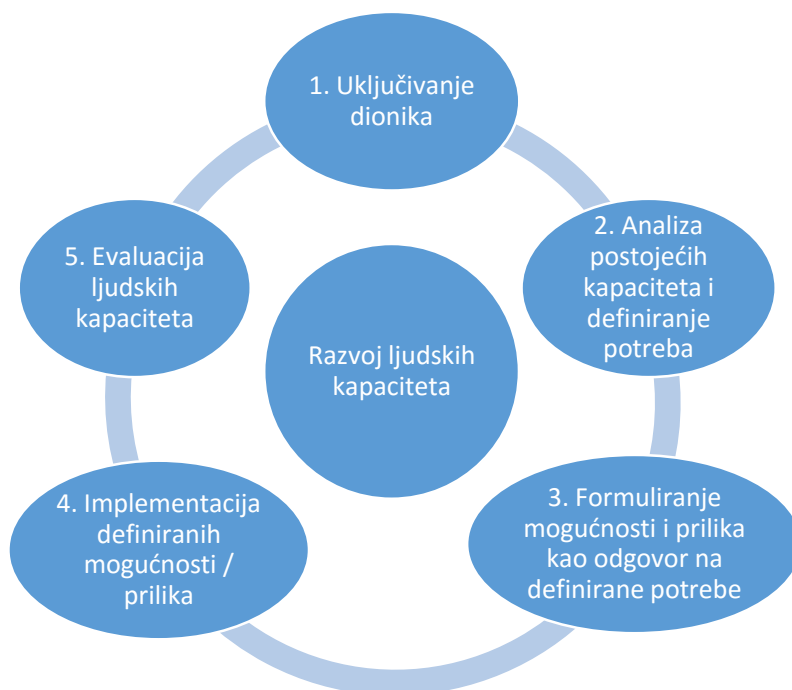 1. Uključivanje
dionika
2. Analiza
postojećih
kapaciteta i
definiranje
potreba
3. Formuliranje
mogućnosti i prilika
kao odgovor na
definirane potrebe
4. Implementacija
definiranih
mogućnosti /
prilika
5. Evaluacija
ljudskih
kapaciteta
Razvoj ljudskih
kapaciteta